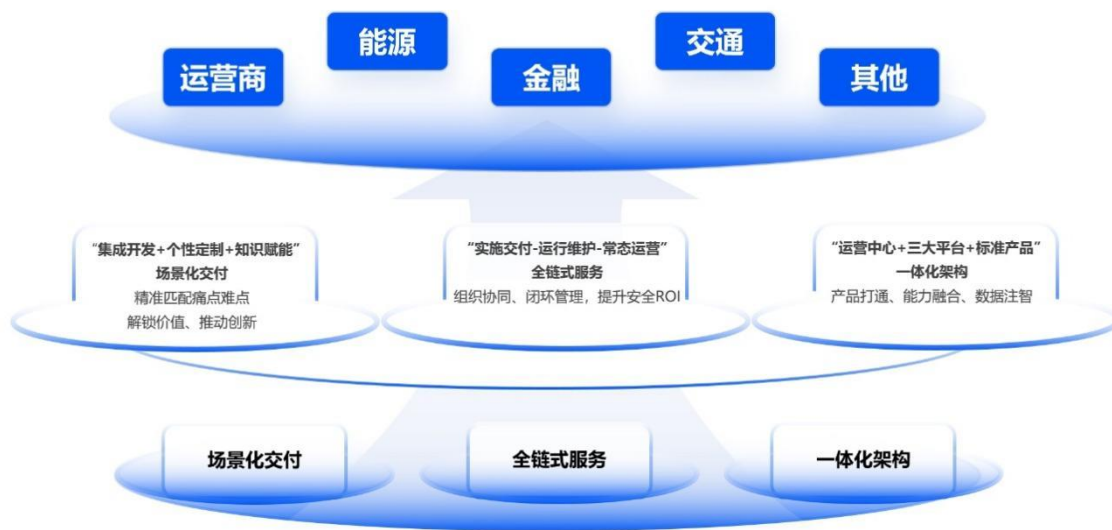 能源
交通
运营商
金融
其他
“集成开发+个性定制+知识赋能”
场景化交付
精准匹配痛点难点
解锁价值、推动创新
“实施交付-运行维护-常态运营”
全链式服务
组织协同、闭环管理，提升安全ROI
“运营中心+三大平台+标准产品”
一体化架构
产品打通、能力融合、数据注智
场景化交付
全链式服务
一体化架构